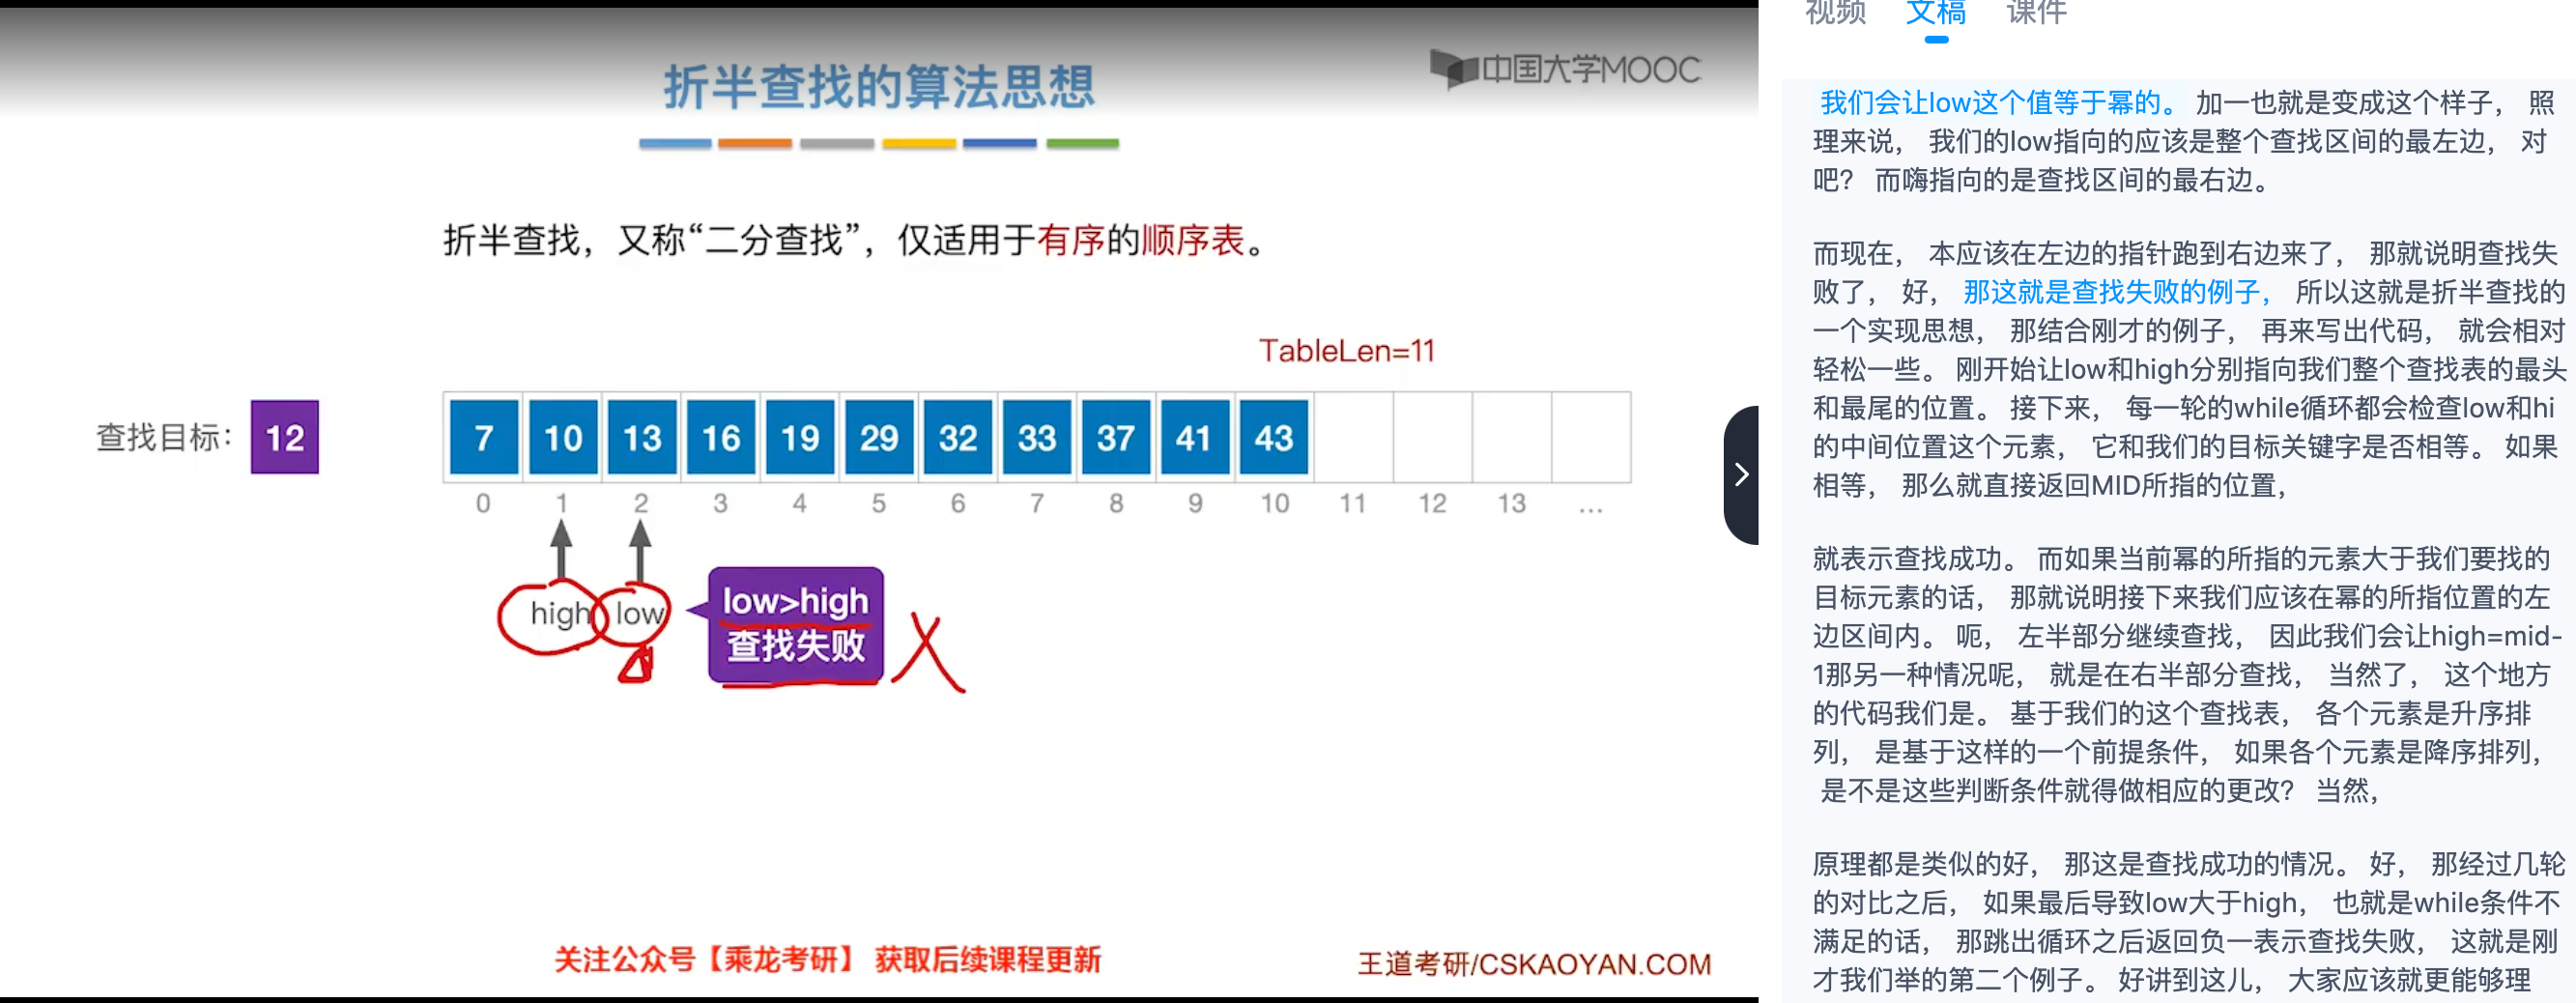 折半查找的算法思想
中国大学MOOC
折半查找，又称“二分查找”，仅适用于有序的顺序表。
TableLen=11
查找目标： 12
7 10 13 16 19 29 32 33 37 41 43
0 1 2 3 4 5 6 7 8 9 10 11 12 13 ...
high low
low>high
查找失败
关注公众号【乘龙考研】 获取后续课程更新
王道考研/CSKAOYAN.COM
视频 文稿 课件
我们会让low这个值等于幂的。 加一也就是变成这个样子， 照
理来说， 我们的low指向的应该是整个查找区间的最左边， 对
吧？ 而嗨指向的是查找区间的最右边。
而现在， 本应该在左边的指针跑到右边来了， 那就说明查找失
败了， 好， 那这就是查找失败的例子， 所以这就是折半查找的
一个实现思想， 那结合刚才的例子， 再来写出代码， 就会相对
轻松一些。 刚开始让low和high分别指向我们整个查找表的最头
和最尾的位置。 接下来， 每一轮的while循环都会检查low和hi
的中间位置这个元素， 它和我们的目标关键字是否相等。 如果
相等， 那么就直接返回MID所指的位置，
就表示查找成功。 而如果当前幂的所指的元素大于我们要找的
目标元素的话， 那就说明接下来我们应该在幂的所指位置的左
边区间内。 呃， 左半部分继续查找， 因此我们会让high=mid-
1那另一种情况呢， 就是在右半部分查找， 当然了， 这个地方
的代码我们是。 基于我们的这个查找表， 各个元素是升序排
列， 是基于这样的一个前提条件， 如果各个元素是降序排列，
是不是这些判断条件就得做相应的更改？ 当然，
原理都是类似的好， 那这是查找成功的情况。 好， 那经过几轮
的对比之后， 如果最后导致low大于high， 也就是while条件不
满足的话， 那跳出循环之后返回负一表示查找失败， 这就是刚
才我们举的第二个例子。 好讲到这儿， 大家应该就更能够理